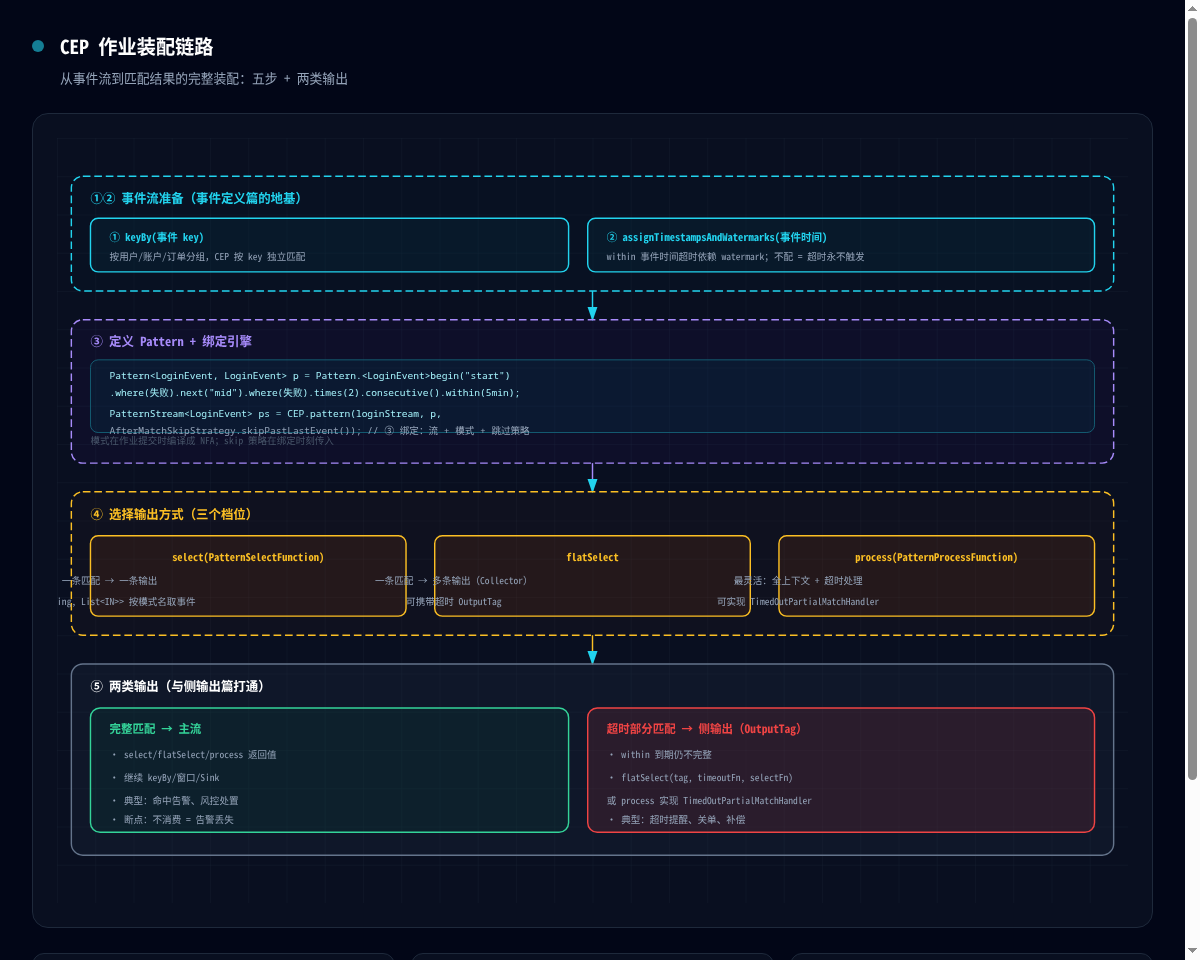 CEP 作业装配链路
从事件流到匹配结果的完整装配：五步 + 两类输出
①② 事件流准备（事件定义篇的地基）
① keyBy(事件 key)
按用户/账户/订单分组，CEP 按 key 独立匹配
② assignTimestampsAndWatermarks(事件时间)
within 事件时间超时依赖 watermark；不配 = 超时永不触发
③ 定义 Pattern + 绑定引擎
Pattern<LoginEvent, LoginEvent> p = Pattern.<LoginEvent>begin("start")
.where(失败).next("mid").where(失败).times(2).consecutive().within(5min);
PatternStream<LoginEvent> ps = CEP.pattern(loginStream, p,
AfterMatchSkipStrategy.skipPastLastEvent()); // ③ 绑定：流 + 模式 + 跳过策略
模式在作业提交时编译成 NFA；skip 策略在绑定时刻传入
④ 选择输出方式（三个档位）
select(PatternSelectFunction)
一条匹配 → 一条输出
ing, List<IN>> 按模式名取事件
flatSelect
一条匹配 → 多条输出（Collector）
可携带超时 OutputTag
process(PatternProcessFunction)
最灵活：全上下文 + 超时处理
可实现 TimedOutPartialMatchHandler
⑤ 两类输出（与侧输出篇打通）
完整匹配 → 主流
· select/flatSelect/process 返回值
· 继续 keyBy/窗口/Sink
· 典型：命中告警、风控处置
· 断点：不消费 = 告警丢失
超时部分匹配 → 侧输出（OutputTag）
· within 到期仍不完整
· flatSelect(tag, timeoutFn, selectFn)
或 process 实现 TimedOutPartialMatchHandler
· 典型：超时提醒、关单、补偿